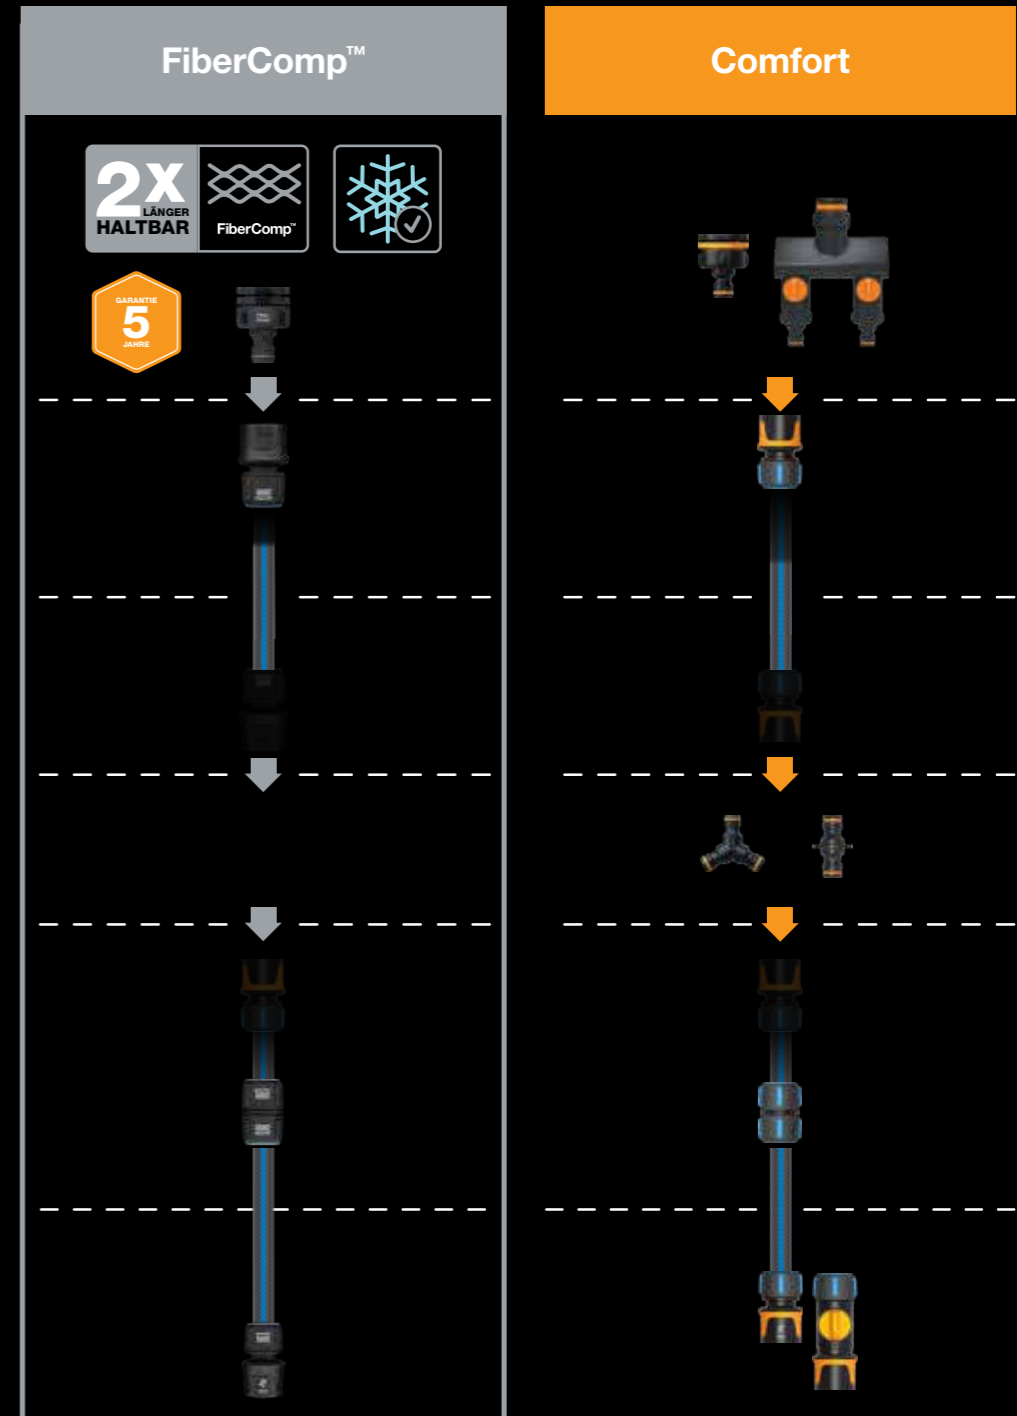 FiberComp™
Comfort
2x
LÄNGER
HALTBAR
FiberComp™
GARANTIE
5
JAHRE